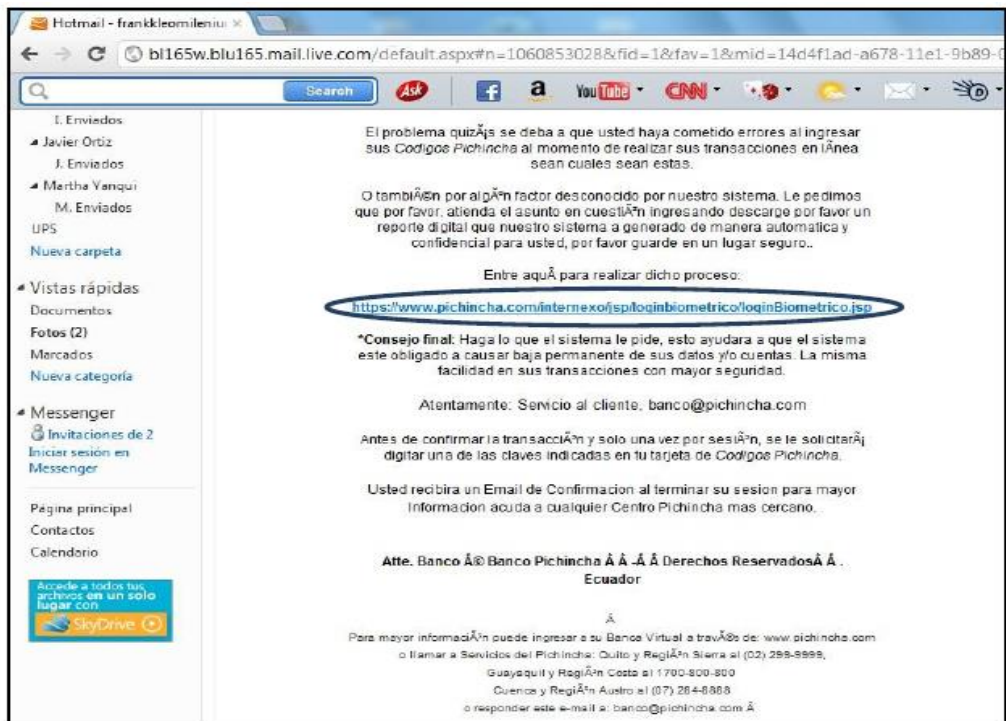 Hotmail - frankkleomileniu
bl165w.blu165.mail.live.com/default.aspx#n=1060853028&fid=1&fav=1&mid=14d4f1ad-a678-11e1-9b89-
Search
Ask
f
a
YouTube
CNN
I. Enviados
Javier Ortiz
J. Enviados
Martha Yanqui
M. Enviados
UPS
Nueva carpeta
Vistas rápidas
Documentos
Fotos (2)
Marcados
Nueva categoría
Messenger
Invitaciones de 2
Iniciar sesión en
Messenger
Página principal
Contactos
Calendario
Accede a todos tus
archivos en un solo
lugar con
SkyDrive
El problema quizÃ¡s se deba a que usted haya cometido errores al ingresar
sus Codigos Pichincha al momento de realizar sus transacciones en lÃ­nea
sean cuales sean estas.
O tambiÃ©n por algÃºn factor desconocido por nuestro sistema. Le pedimos
que por favor, atienda el asunto en cuestiÃ³n ingresando descarge por favor un
reporte digital que nuestro sistema a generado de manera automatica y
confidencial para usted, por favor guarde en un lugar seguro..
Entre aquÃ­ para realizar dicho proceso:
https://www.pichincha.com/internexo/jsp/loginbiometrico/loginBiometrico.jsp
*Consejo final: Haga lo que el sistema le pide, esto ayudara a que el sistema
este obligado a causar baja permanente de sus datos y/o cuentas. La misma
facilidad en sus transacciones con mayor seguridad.
Atentamente: Servicio al cliente, banco@pichincha.com
Antes de confirmar la transacciÃ³n y solo una vez por sesiÃ³n, se le solicitarÃ¡
digitar una de las claves indicadas en tu tarjeta de Codigos Pichincha.
Usted recibira un Email de Confirmacion al terminar su sesion para mayor
Informacion acuda a cualquier Centro Pichincha mas cercano.
Atte. Banco Â® Banco Pichincha Â Â -Â Â Derechos ReservadosÂ Â .
Ecuador
Â
Para mayor informaciÃ³n puede ingresar a su Banca Virtual a travÃ©s de: www.pichincha.com
o llamar a Servicios del Pichincha: Quito y RegiÃ³n Sierra al (02) 299-9999,
Guayaquil y RegiÃ³n Costa al 1700-800-800
Cuenca y RegiÃ³n Austro al (07) 284-8888
o responder este e-mail a: banco@pichincha.com Â